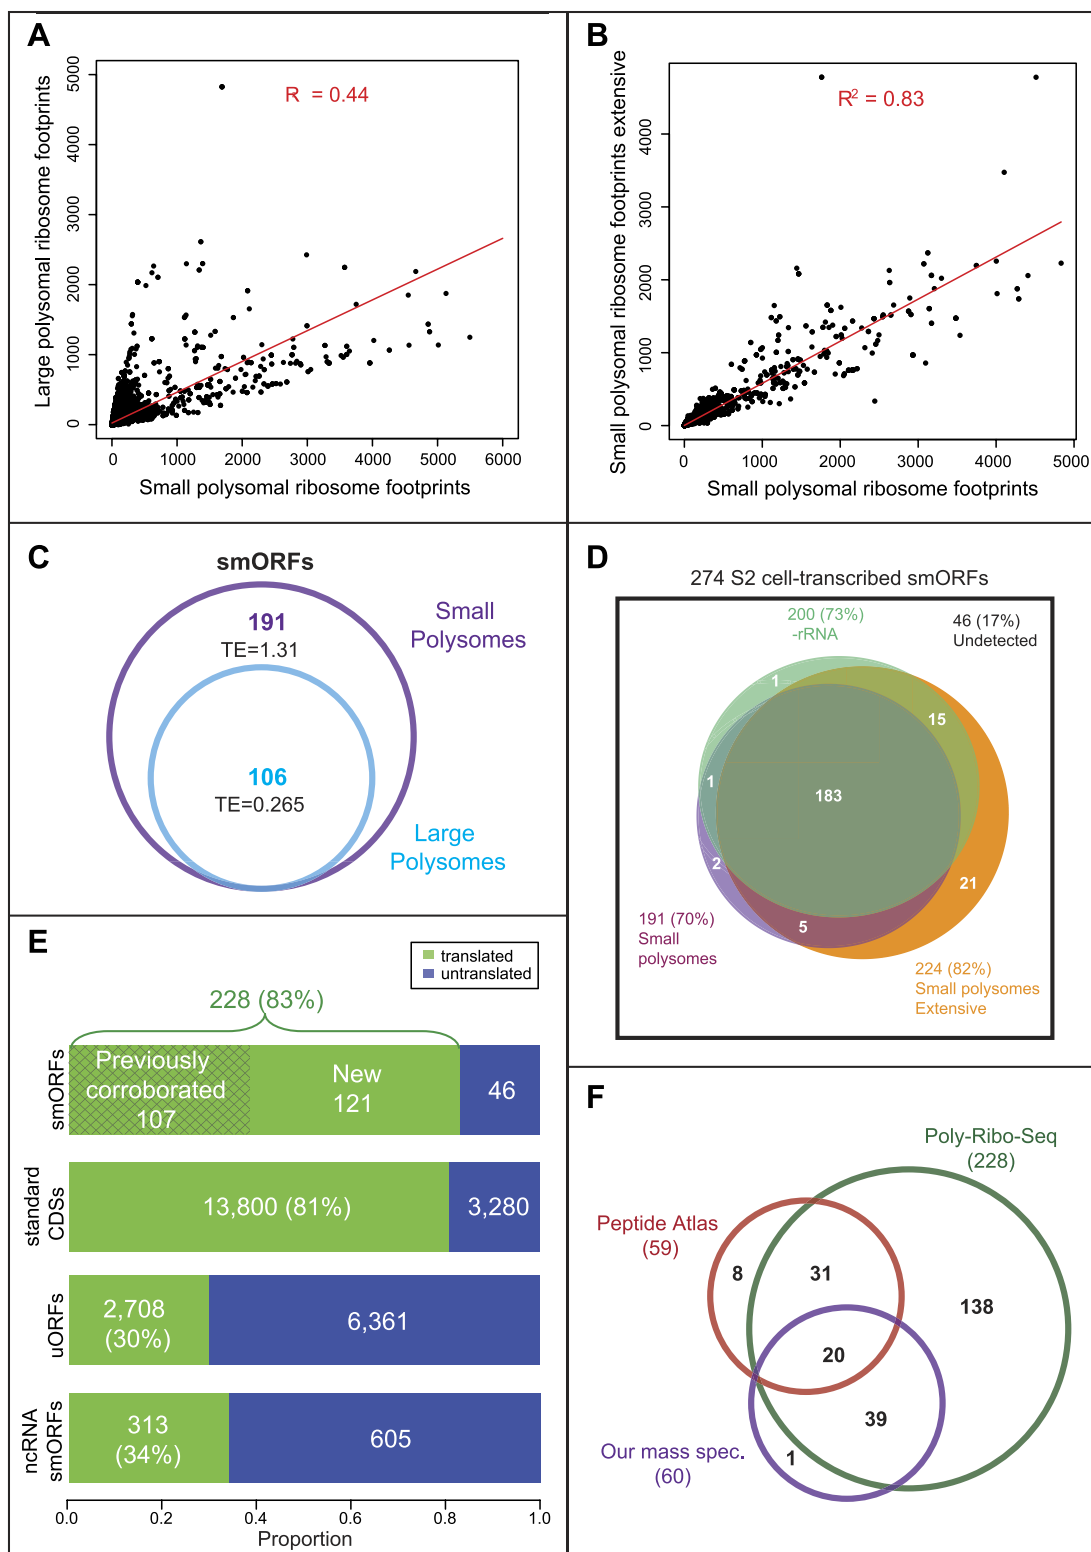 A
5000
4000
3000
2000
1000
0
Large polysomal ribosome footprints
R = 0.44
0 1000 2000 3000 4000 5000 6000
Small polysomal ribosome footprints
B
4000
3000
2000
1000
0
Small polysomal ribosome footprints extensive
R² = 0.83
0 1000 2000 3000 4000 5000
Small polysomal ribosome footprints
C
smORFs
191
TE=1.31
Small
Polysomes
106
TE=0.265
Large
Polysomes
D
274 S2 cell-transcribed smORFs
200 (73%)
-rRNA
46 (17%)
Undetected
1
15
1
183
2
21
5
191 (70%)
Small
polysomes
224 (82%)
Small polysomes
Extensive
E
translated
untranslated
228 (83%)
smORFs
Previously
corroborated
107
New
121
46
standard
CDSs
13,800 (81%)
3,280
uORFs
2,708
(30%)
6,361
ncRNA
smORFs
313
(34%)
605
0.0 0.2 0.4 0.6 0.8 1.0
Proportion
F
Poly-Ribo-Seq
(228)
Peptide Atlas
(59)
8
31
138
20
39
Our mass spec.
(60)
1